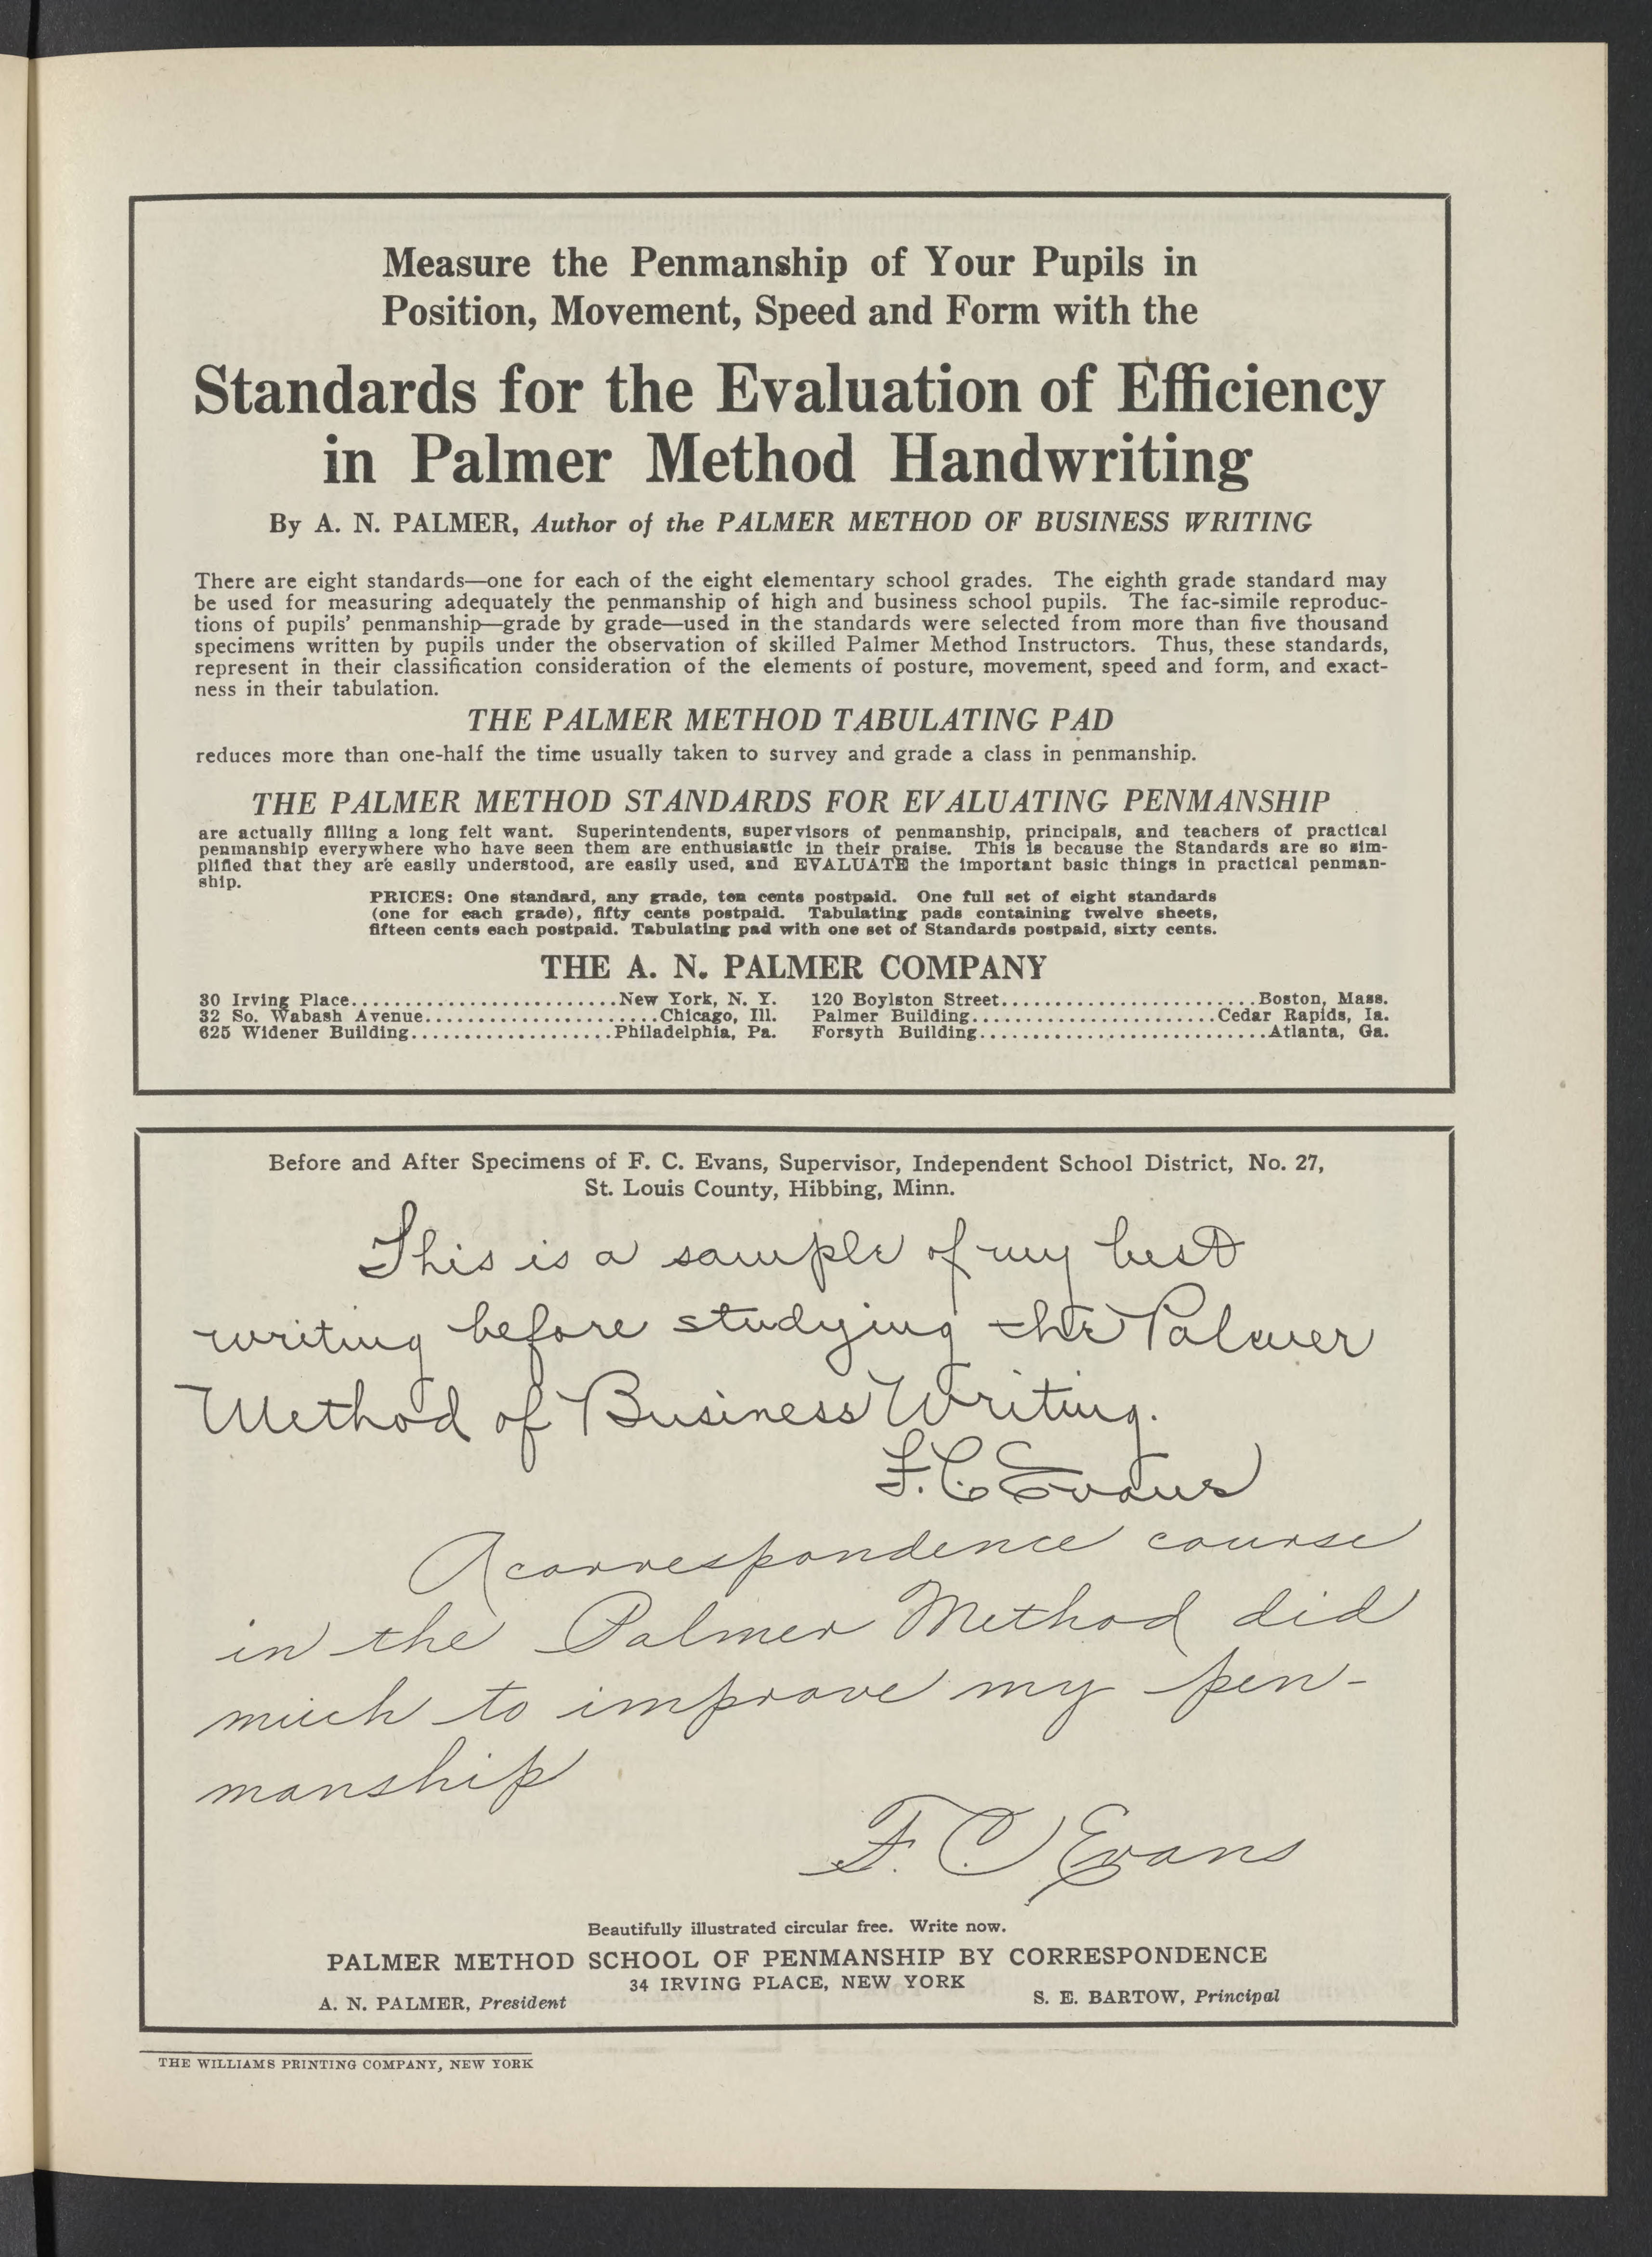 Measure the Penmanship of Your Pupils in
Position, Movement, Speed and Form with the
Standards for the Evaluation of Efficiency
in Palmer Method Handwriting
By A. N. PALMER, Author of the PALMER METHOD OF BUSINESS WRITING
There are eight standards—one for each of the eight elementary school grades. The eighth grade standard may
be used for measuring adequately the penmanship of high and business school pupils. The fac-simile reproduc-
tions of pupils' penmanship—grade by grade—used in the standards were selected from more than five thousand
specimens written by pupils under the observation of skilled Palmer Method Instructors. Thus, these standards,
represent in their classification consideration of the elements of posture, movement, speed and form, and exact-
ness in their tabulation.
THE PALMER METHOD TABULATING PAD
reduces more than one-half the time usually taken to survey and grade a class in penmanship.
THE PALMER METHOD STANDARDS FOR EVALUATING PENMANSHIP
are actually filling a long felt want. Superintendents, supervisors of penmanship, principals, and teachers of practical
penmanship everywhere who have seen them are enthusiastic in their praise. This is because the Standards are so sim-
plified that they are easily understood, are easily used, and EVALUATE the important basic things in practical penman-
ship.
PRICES: One standard, any grade, ten cents postpaid. One full set of eight standards
(one for each grade), fifty cents postpaid. Tabulating pads containing twelve sheets,
fifteen cents each postpaid. Tabulating pad with one set of Standards postpaid, sixty cents.
THE A. N. PALMER COMPANY
30 Irving Place.........................New York, N. Y. 120 Boylston Street........................Boston, Mass.
32 So. Wabash Avenue......................Chicago, Ill. Palmer Building.......................Cedar Rapids, Ia.
625 Widener Building...................Philadelphia, Pa. Forsyth Building...........................Atlanta, Ga.
Before and After Specimens of F. C. Evans, Supervisor, Independent School District, No. 27,
St. Louis County, Hibbing, Minn.
This is a sample of my best
writing before studying the Palmer
Method of Business Writing.
F. C. Evans
A correspondence course
in the Palmer Method did
much to improve my pen-
manship
F. C. Evans
Beautifully illustrated circular free. Write now.
PALMER METHOD SCHOOL OF PENMANSHIP BY CORRESPONDENCE
34 IRVING PLACE, NEW YORK
A. N. PALMER, President S. E. BARTOW, Principal
THE WILLIAMS PRINTING COMPANY, NEW YORK